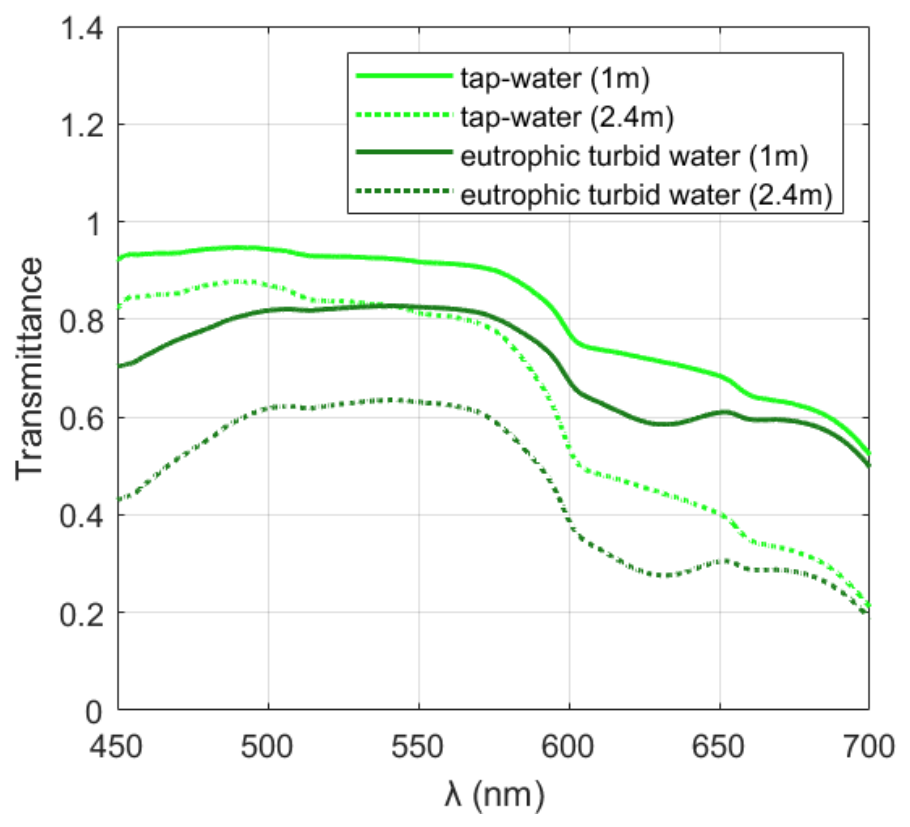 1.4
1.2
1
0.8
0.6
0.4
0.2
0
Transmittance
tap-water (1m)
tap-water (2.4m)
eutrophic turbid water (1m)
eutrophic turbid water (2.4m)
450 500 550 600 650 700
λ (nm)